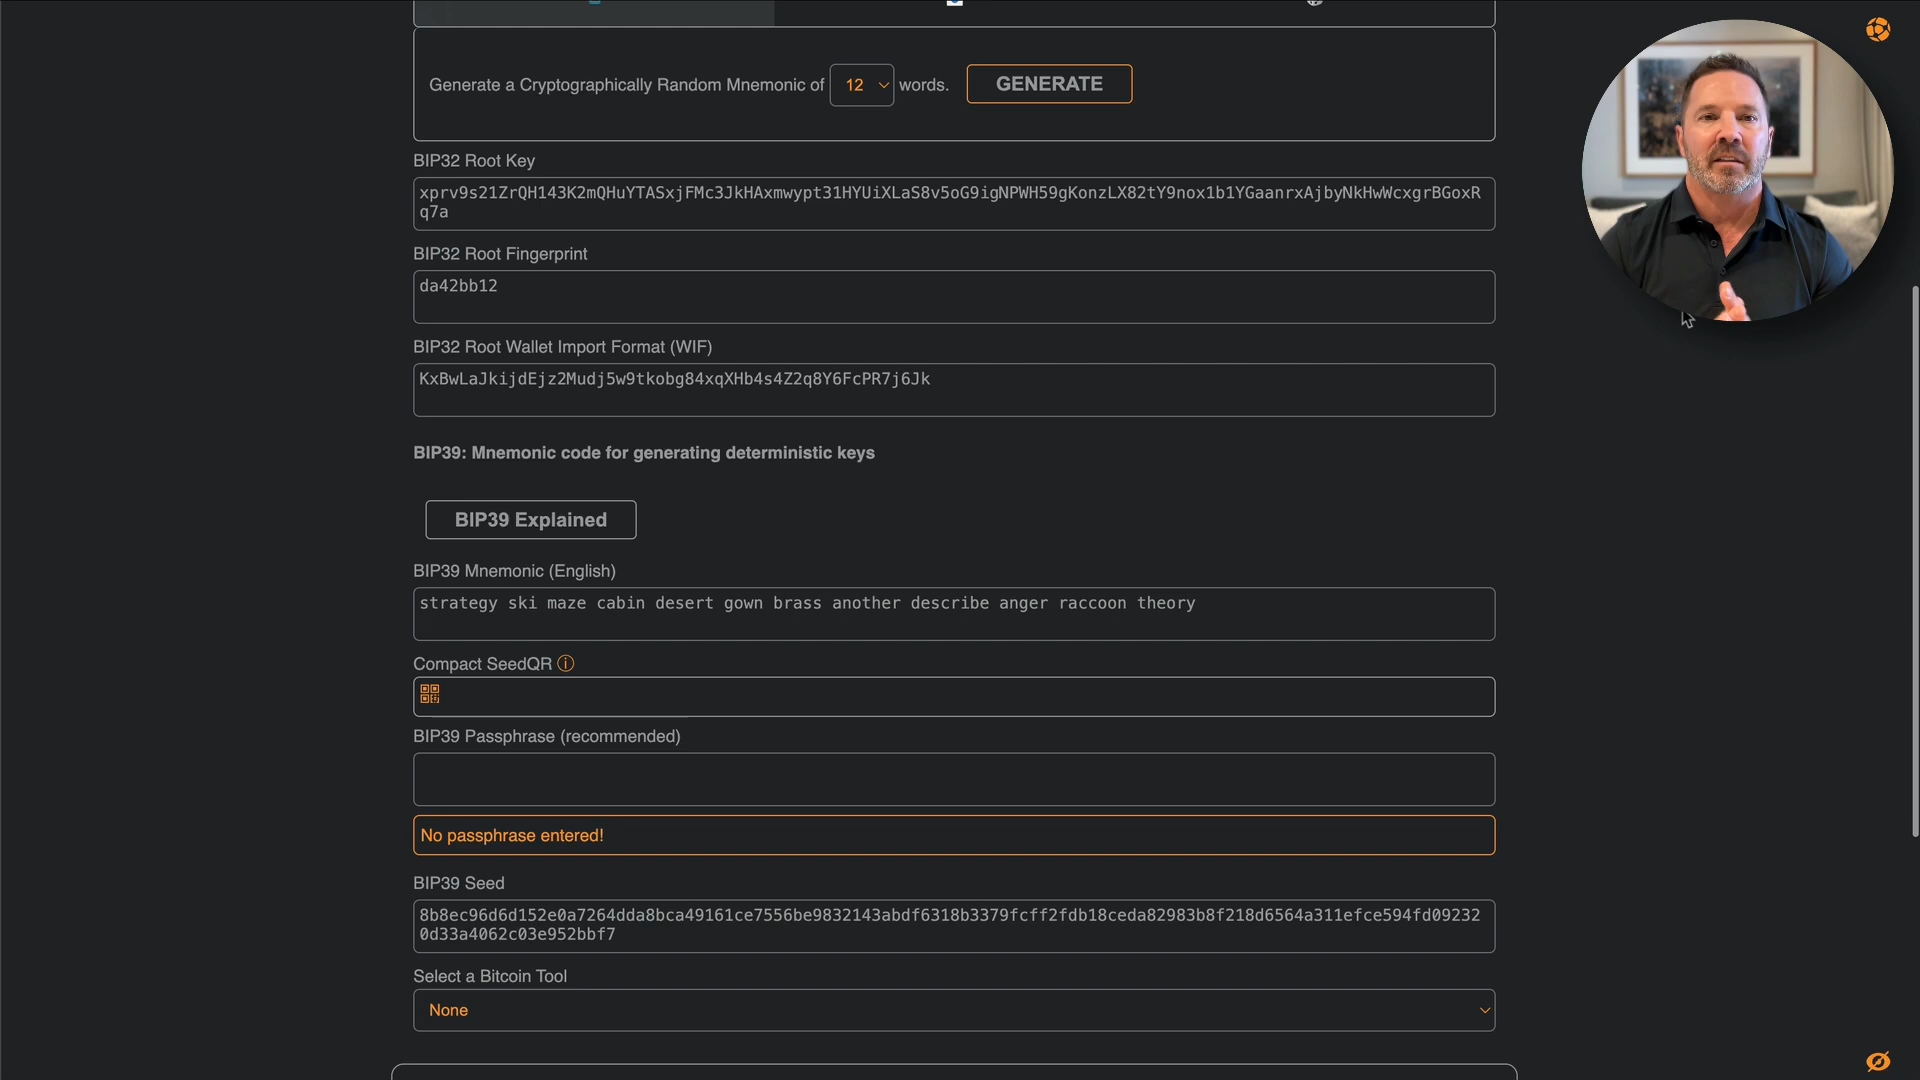 Generate a Cryptographically Random Mnemonic of 12 words. GENERATE
BIP32 Root Key
xprv9s21ZrQH143K2mQHuYTASxjFMc3JkHAxmwypt31HYUiXLaS8v5oG9igNPWH59gKonzLX82tY9nox1b1YGaanrxAjbyNkHwWcxgrBGoxR
q7a
BIP32 Root Fingerprint
da42bb12
BIP32 Root Wallet Import Format (WIF)
KxBwLaJkijdEjz2Mudj5w9tkobg84xqXHb4s4Z2q8Y6FcPR7j6Jk
BIP39: Mnemonic code for generating deterministic keys
BIP39 Explained
BIP39 Mnemonic (English)
strategy ski maze cabin desert gown brass another describe anger raccoon theory
Compact SeedQR
BIP39 Passphrase (recommended)
No passphrase entered!
BIP39 Seed
8b8ec96d6d152e0a7264dda8bca49161ce7556be9832143abdf6318b3379fcff2fdb18ceda82983b8f218d6564a311efce594fd09232
0d33a4062c03e952bbf7
Select a Bitcoin Tool
None